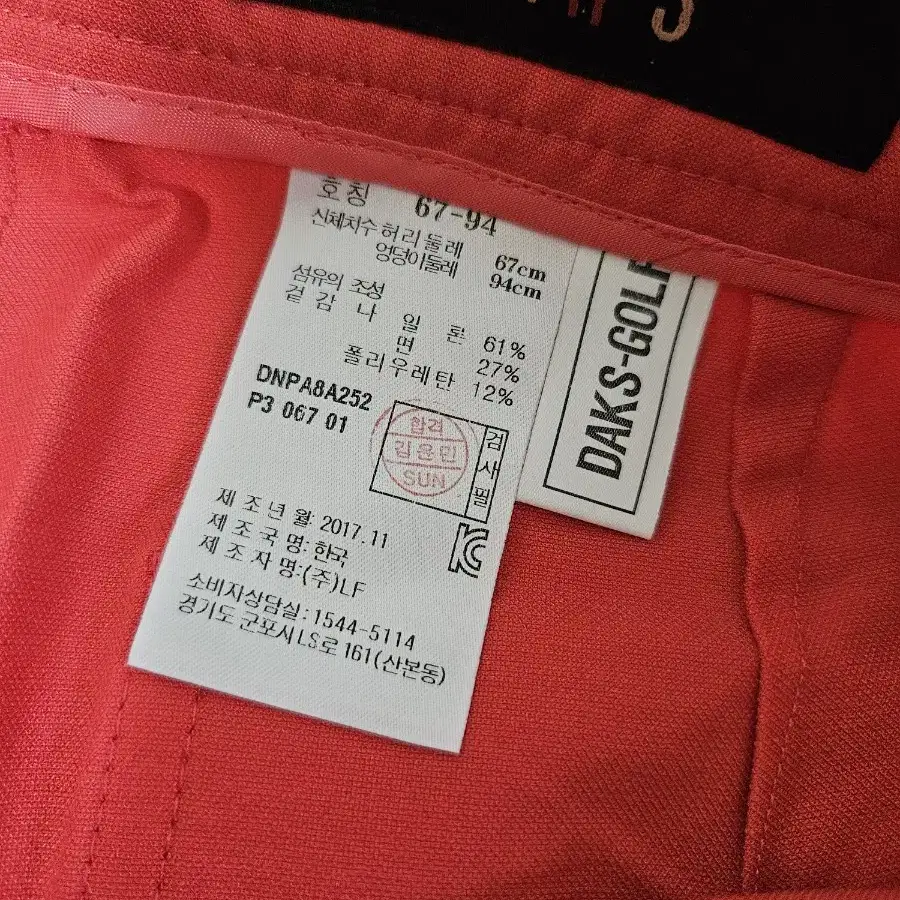 S
호칭 67-94
신체치수 허리둘레 67cm
엉덩이둘레 94cm
섬유의 조성
겉감 나일론 61%
면 27%
폴리우레탄 12%
DNPA8A252
P3 067 01
합격
김윤민
SUN
검사필
제조년월: 2017.11
제조국명: 한국
제조자명:(주)LF
소비자상담실: 1544-5114
경기도 군포시 LS로 161(산본동)
DAKS-GOLF